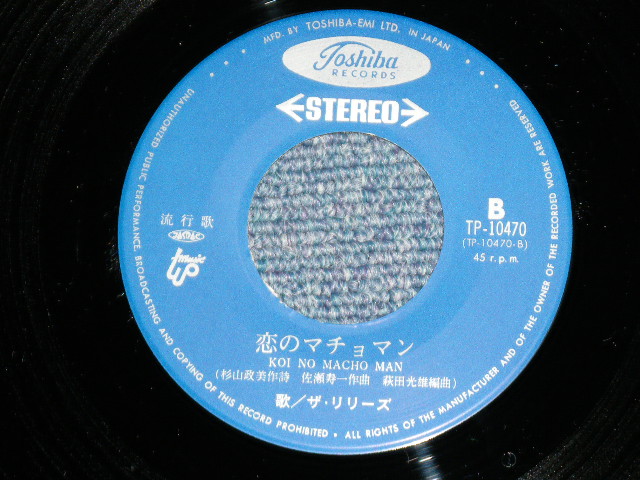 MFD. BY TOSHIBA-EMI LTD. IN JAPAN
Toshiba
RECORDS
STEREO
流行歌
JASRAC
music
UP
B
TP-10470
(TP-10470-B)
45 r.p.m.
恋のマチョマン
KOI NO MACHO MAN
(杉山政美作詩 佐瀬寿一作曲 萩田光雄編曲)
歌/ザ・リリーズ
UNAUTHORIZED PUBLIC PERFORMANCE, BROADCASTING AND COPYING OF THIS RECORD PROHIBITED • ALL RIGHTS OF THE MANUFACTURER AND OF THE OWNER OF THE RECORDED WORK ARE RESERVED